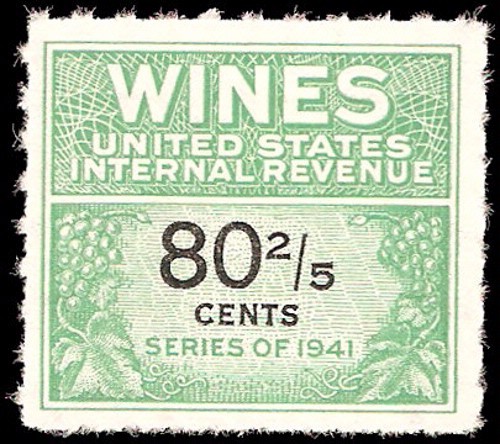 WINES
UNITED STATES
INTERNAL REVENUE
80 2/5
CENTS
SERIES OF 1941